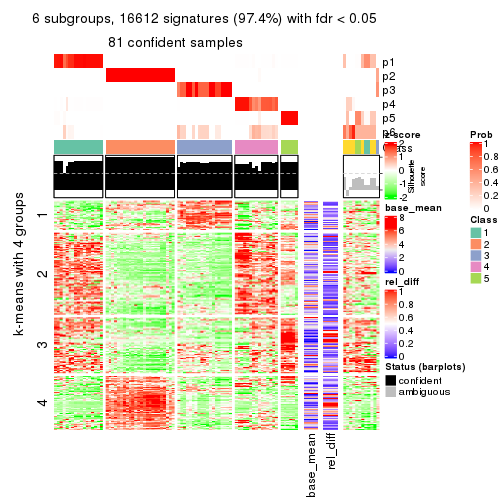 6 subgroups, 16612 signatures (97.4%) with fdr < 0.05
81 confident samples
p1
p2
p3
p4
p5
p6
Class
k-means with 4 groups
1
2
3
4
Silhouette
score
base_mean
rel_diff
z-score
2
1
0
-1
-2
base_mean
8
6
4
2
0
rel_diff
1
0.8
0.6
0.4
0.2
0
Status (barplots)
confident
ambiguous
Prob
1
0.8
0.6
0.4
0.2
0
Class
1
2
3
4
5